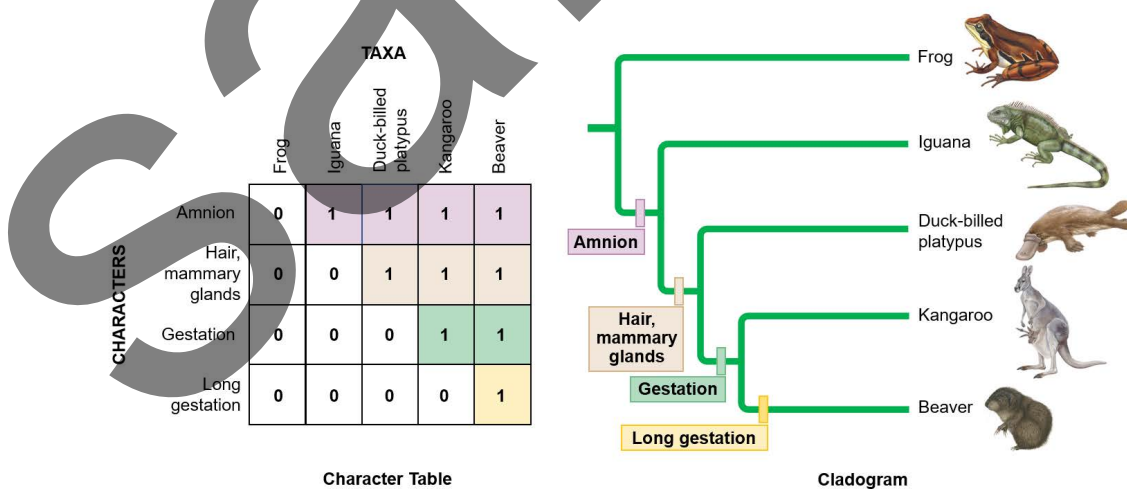 TAXA
Frog
Iguana
Duck-billed
platypus
Kangaroo
Beaver
CHARACTERS
Amnion 0 1 1 1 1
Hair,
mammary
glands 0 0 1 1 1
Gestation 0 0 0 1 1
Long
gestation 0 0 0 0 1
Character Table
Frog
Iguana
Duck-billed
platypus
Kangaroo
Beaver
Amnion
Hair,
mammary
glands
Gestation
Long gestation
Cladogram